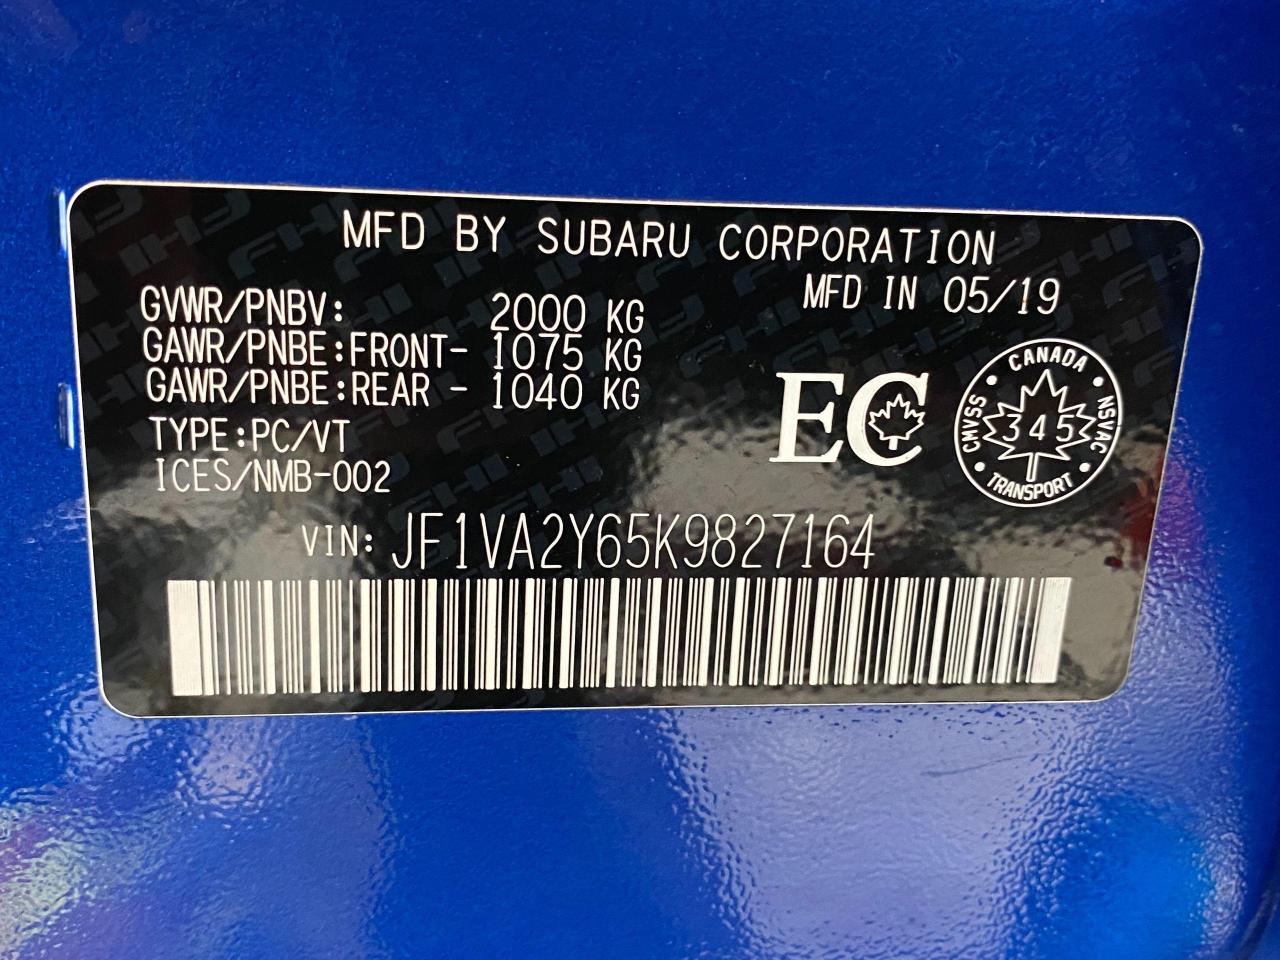 MFD BY SUBARU CORPORATION
MFD IN 05/19
GVWR/PNBV: 2000 KG
GAWR/PNBE:FRONT- 1075 KG
GAWR/PNBE:REAR - 1040 KG
TYPE:PC/VT
ICES/NMB-002
EC
CANADA
CMVSS
345
NSVAC
TRANSPORT
VIN: JF1VA2Y65K9827164